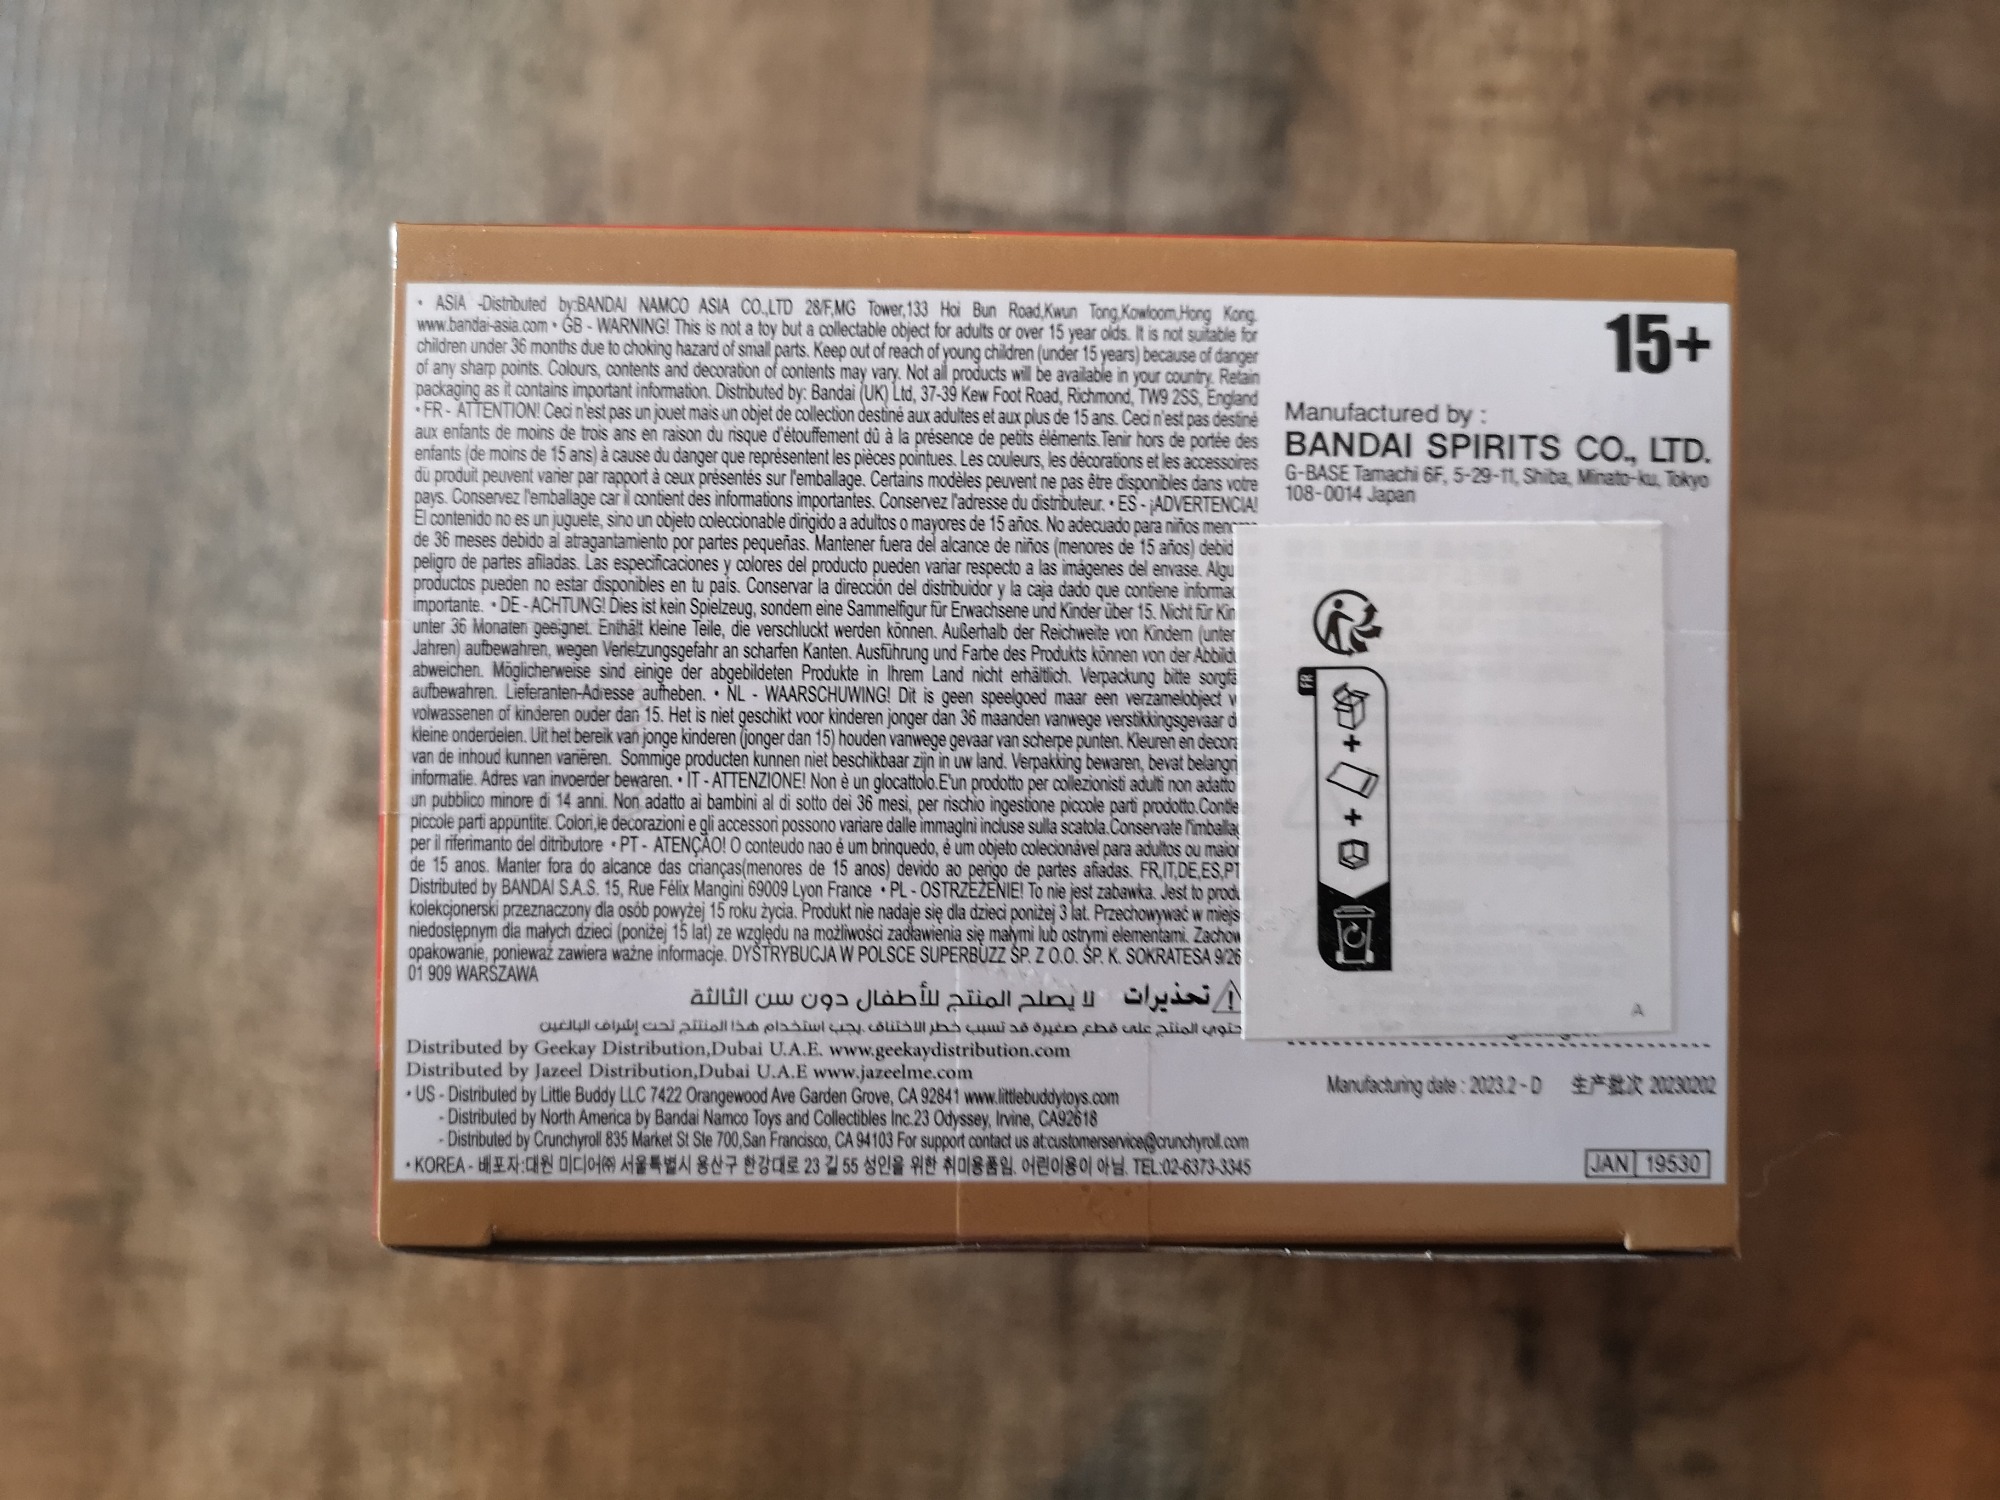 • ASIA -Distributed by:BANDAI NAMCO ASIA CO.,LTD 28/F,MG Tower,133 Hoi Bun Road,Kwun Tong,Kowloom,Hong Kong.
www.bandai-asia.com • GB - WARNING! This is not a toy but a collectable object for adults or over 15 year olds. It is not suitable for
children under 36 months due to choking hazard of small parts. Keep out of reach of young children (under 15 years) because of danger
of any sharp points. Colours, contents and decoration of contents may vary. Not all products will be available in your country. Retain
packaging as it contains important information. Distributed by: Bandai (UK) Ltd, 37-39 Kew Foot Road, Richmond, TW9 2SS, England
• FR - ATTENTION! Ceci n'est pas un jouet mais un objet de collection destiné aux adultes et aux plus de 15 ans. Ceci n'est pas destiné
aux enfants de moins de trois ans en raison du risque d'étouffement dû à la présence de petits éléments.Tenir hors de portée des
enfants (de moins de 15 ans) à cause du danger que représentent les pièces pointues. Les couleurs, les décorations et les accessoires
du produit peuvent varier par rapport à ceux présentés sur l'emballage. Certains modèles peuvent ne pas être disponibles dans votre
pays. Conservez l'emballage car il contient des informations importantes. Conservez l'adresse du distributeur. • ES - ¡ADVERTENCIA!
El contenido no es un juguete, sino un objeto coleccionable dirigido a adultos o mayores de 15 años. No adecuado para niños
de 36 meses debido al atragantamiento por partes pequeñas. Mantener fuera del alcance de niños (menores de 15 años) debid
peligro de partes afiladas. Las especificaciones y colores del producto pueden variar respecto a las imágenes del envase. Algu
productos pueden no estar disponibles en tu país. Conservar la dirección del distribuidor y la caja dado que contiene informac
importante. • DE - ACHTUNG! Dies ist kein Spielzeug, sondern eine Sammelfigur für Erwachsene und Kinder über 15. Nicht für Kin
unter 36 Monaten geeignet. Enthält kleine Teile, die verschluckt werden können. Außerhalb der Reichweite von Kindern (unter
Jahren) aufbewahren, wegen Verletzungsgefahr an scharfen Kanten. Ausführung und Farbe des Produkts können von der Abbildu
abweichen. Möglicherweise sind einige der abgebildeten Produkte in Ihrem Land nicht erhältlich. Verpackung bitte sorgfä
aufbewahren. Lieferanten-Adresse aufheben. • NL - WAARSCHUWING! Dit is geen speelgoed maar een verzamelobject v
volwassenen of kinderen ouder dan 15. Het is niet geschikt voor kinderen jonger dan 36 maanden vanwege verstikkingsgevaar d
kleine onderdelen. Uit het bereik van jonge kinderen (jonger dan 15) houden vanwege gevaar van scherpe punten. Kleuren en decora
van de inhoud kunnen variëren. Sommige producten kunnen niet beschikbaar zijn in uw land. Verpakking bewaren, bevat belangri
informatie. Adres van invoerder bewaren. • IT - ATTENZIONE! Non è un glocattolo.E'un prodotto per collezionisti adulti non adatto
un pubblico minore di 14 anni. Non adatto ai bambini al di sotto dei 36 mesi, per rischio ingestione piccole parti prodotto.Contie
piccole parti appuntite. Colori,le decorazioni e gli accessori possono variare dalle immagini incluse sulla scatola.Conservate l'imballag
per il riferimanto del ditributore • PT - ATENÇÃO! O conteudo nao é um brinquedo, é um objeto colecionável para adultos ou maior
de 15 anos. Manter fora do alcance das crianças(menores de 15 anos) devido ao perigo de partes afiadas. FR,IT,DE,ES,PT
Distributed by BANDAI S.A.S. 15, Rue Félix Mangini 69009 Lyon France • PL - OSTRZEŻENIE! To nie jest zabawka. Jest to produ
kolekcjonerski przeznaczony dla osób powyżej 15 roku życia. Produkt nie nadaje się dla dzieci poniżej 3 lat. Przechowywać w miejs
niedostępnym dla małych dzieci (poniżej 15 lat) ze względu na możliwości zadławienia się małymi lub ostrymi elementami. Zachow
opakowanie, ponieważ zawiera ważne informacje. DYSTRYBUCJA W POLSCE SUPERBUZZ SP. Z O.O. SP. K. SOKRATESA 9/26
01 909 WARSZAWA
تحذيرات لا يصلح المنتج للأطفال دون سن الثالثة
حتوي المنتج على قطع صغيرة قد تسبب خطر الاختناق. يجب استخدام هذا المنتج تحت إشراف البالغين
Distributed by Geekay Distribution,Dubai U.A.E. www.geekaydistribution.com
Distributed by Jazeel Distribution,Dubai U.A.E www.jazeelme.com
• US - Distributed by Little Buddy LLC 7422 Orangewood Ave Garden Grove, CA 92841 www.littlebuddytoys.com
- Distributed by North America by Bandai Namco Toys and Collectibles Inc.23 Odyssey, Irvine, CA92618
- Distributed by Crunchyroll 835 Market St Ste 700,San Francisco, CA 94103 For support contact us at:customerservice@crunchyroll.com
• KOREA - 배포자:대원 미디어㈜ 서울특별시 용산구 한강대로 23 길 55 성인을 위한 취미용품임. 어린이용이 아님. TEL:02-6373-3345
15+
Manufactured by :
BANDAI SPIRITS CO., LTD.
G-BASE Tamachi 6F, 5-29-11, Shiba, Minato-ku, Tokyo
108-0014 Japan
FR
A
Manufacturing date : 2023.2 - D 生产批次 20230202
JAN 19530